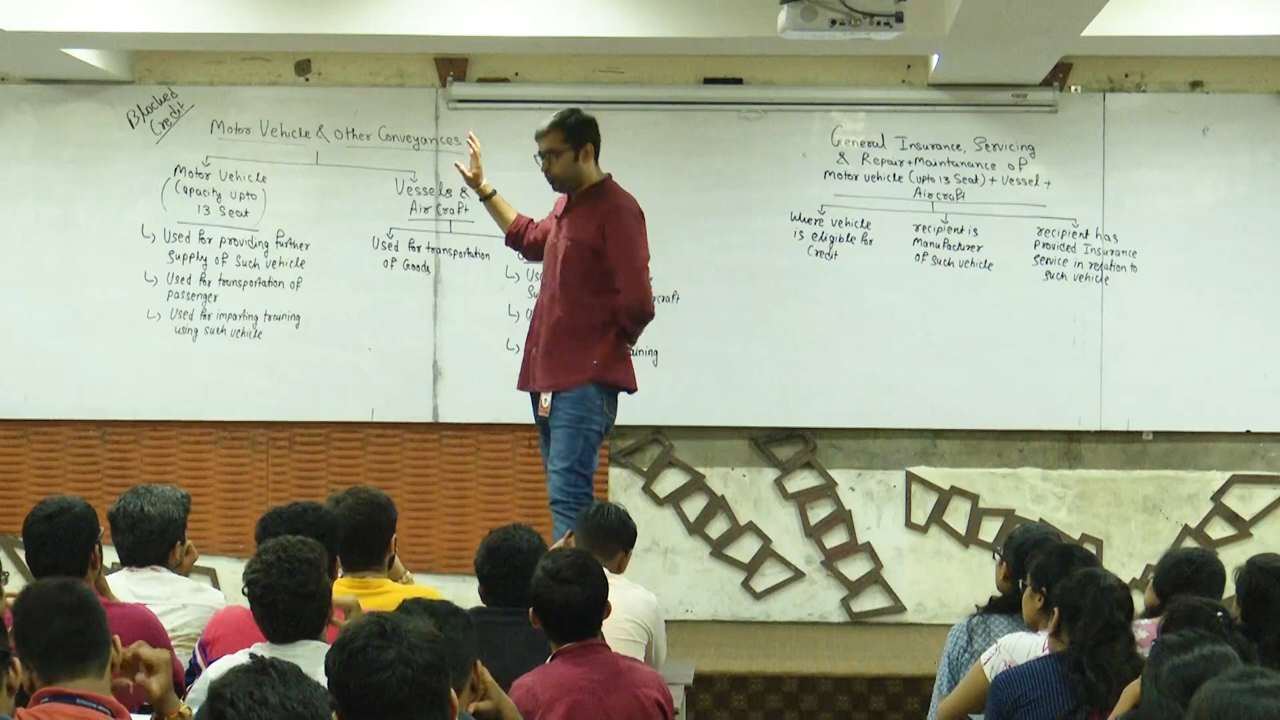 Blocked
Credit
Motor Vehicle & Other Conveyances
Motor Vehicle
(Capacity upto
13 Seat)
↳ Used for providing further
supply of such vehicle
↳ Used for transportation of
passenger
↳ Used for imparting training
using such vehicle
Vessels &
Aircraft
Used for transportation
of Goods
↳
↳
↳
General Insurance, Servicing
& Repair + Maintanance of
Motor vehicle (upto 13 Seat) + Vessel +
Aircraft
Where vehicle
is eligible for
Credit
recipient is
Manufacturer
of Such vehicle
recipient has
Provided Insurance
Service in relation to
such vehicle